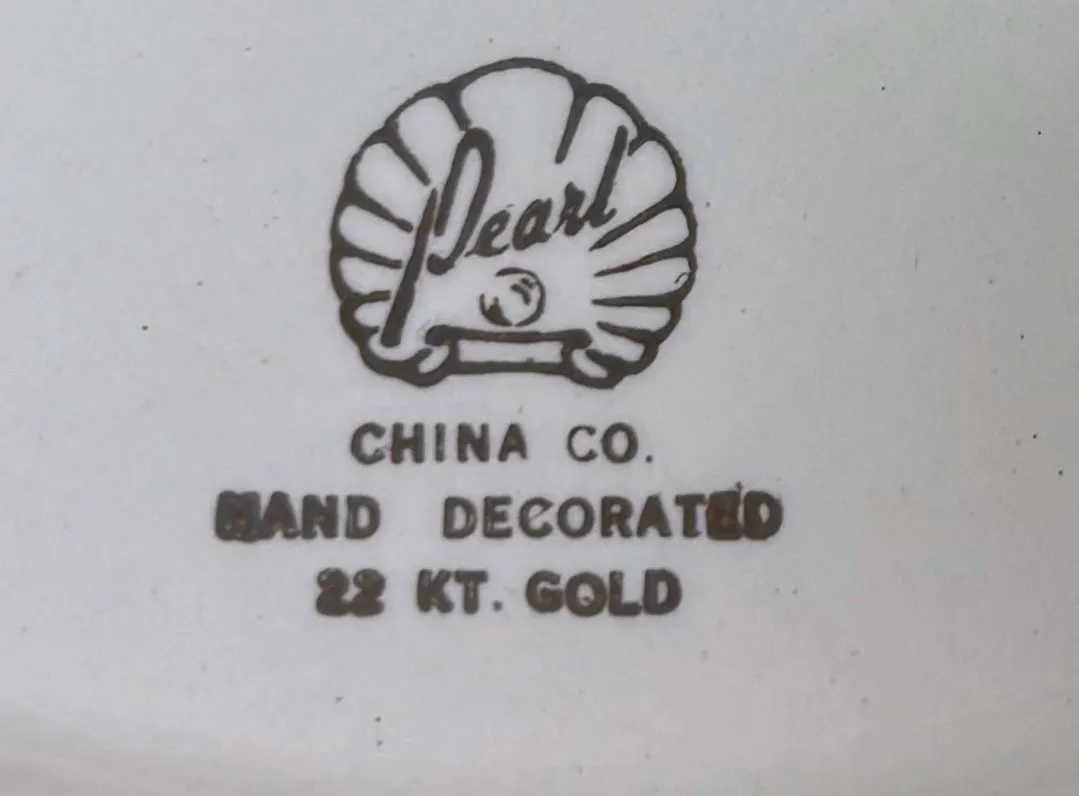 Pearl
CHINA CO.
HAND DECORATED
22 KT. GOLD